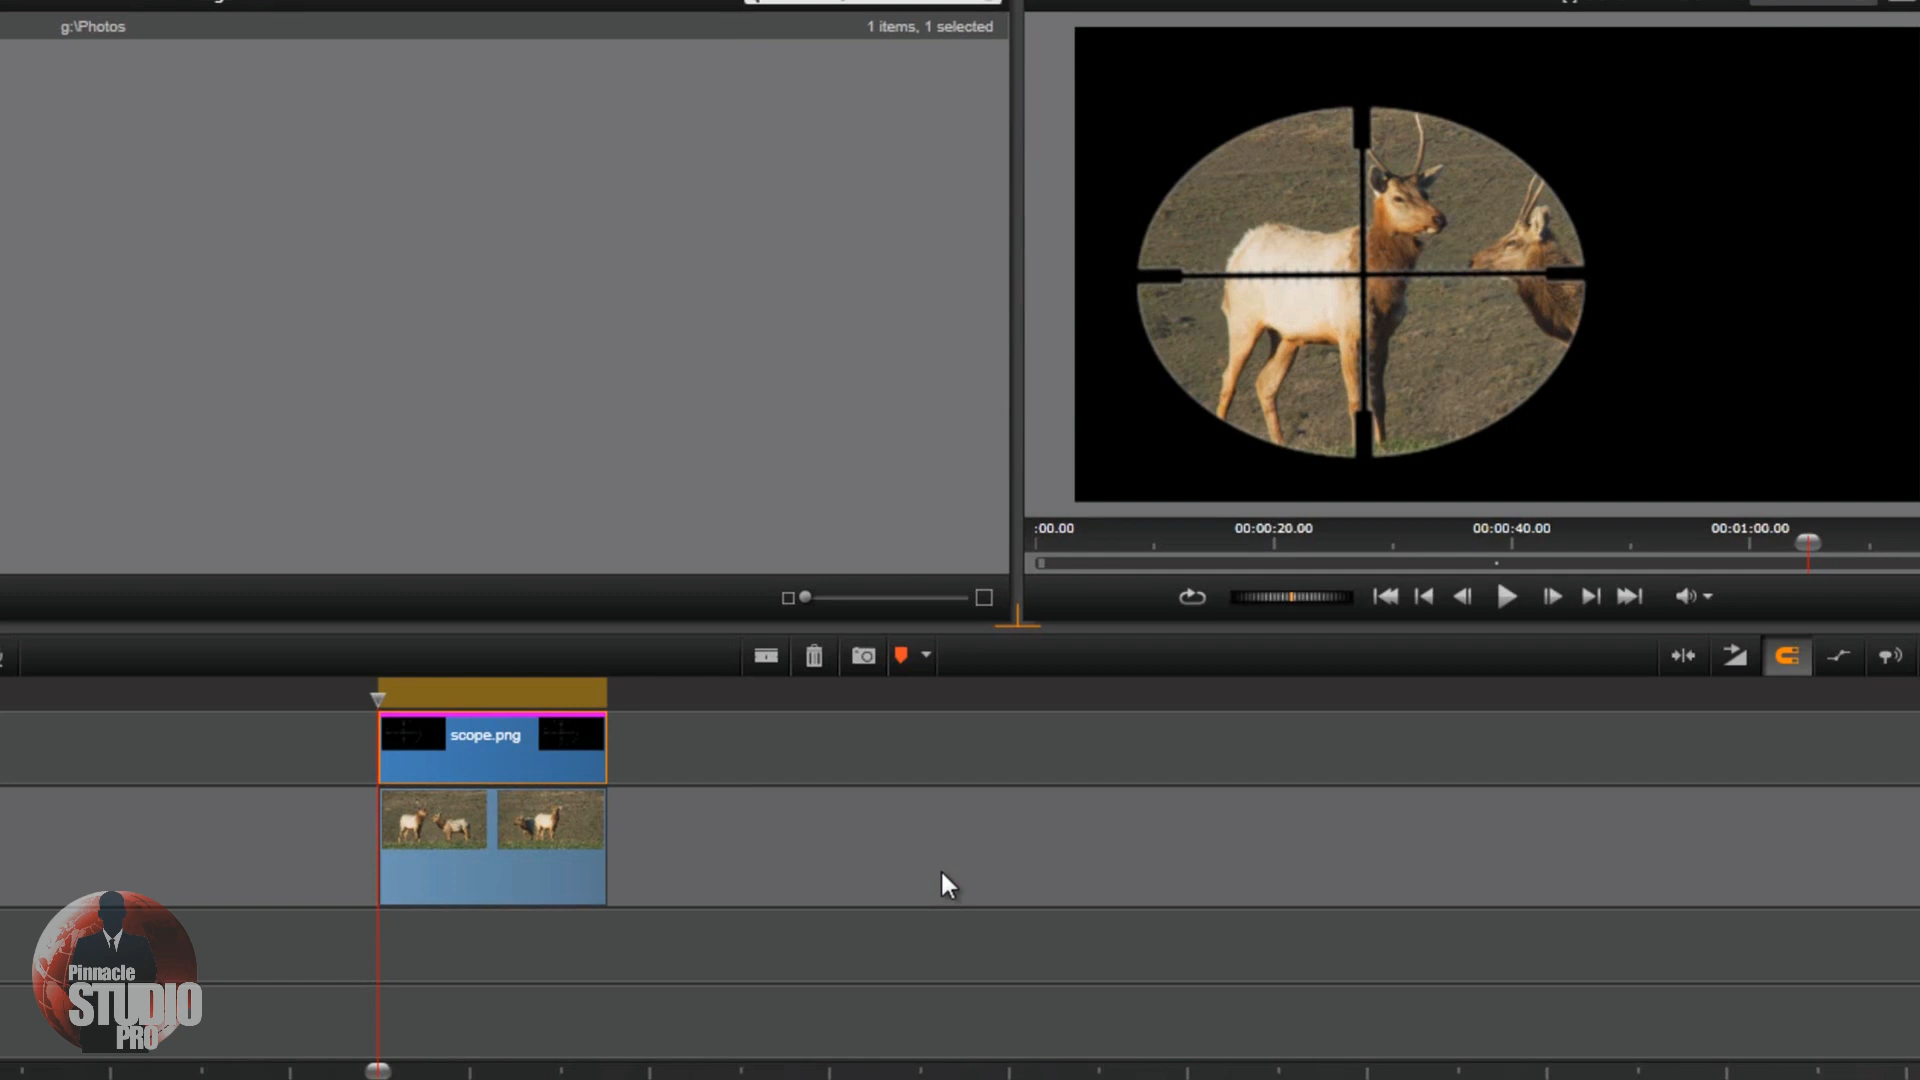 g:\Photos
1 items, 1 selected
:00.00
00:00:20.00
00:00:40.00
00:01:00.00
scope.png
Pinnacle
STUDIO
PRO